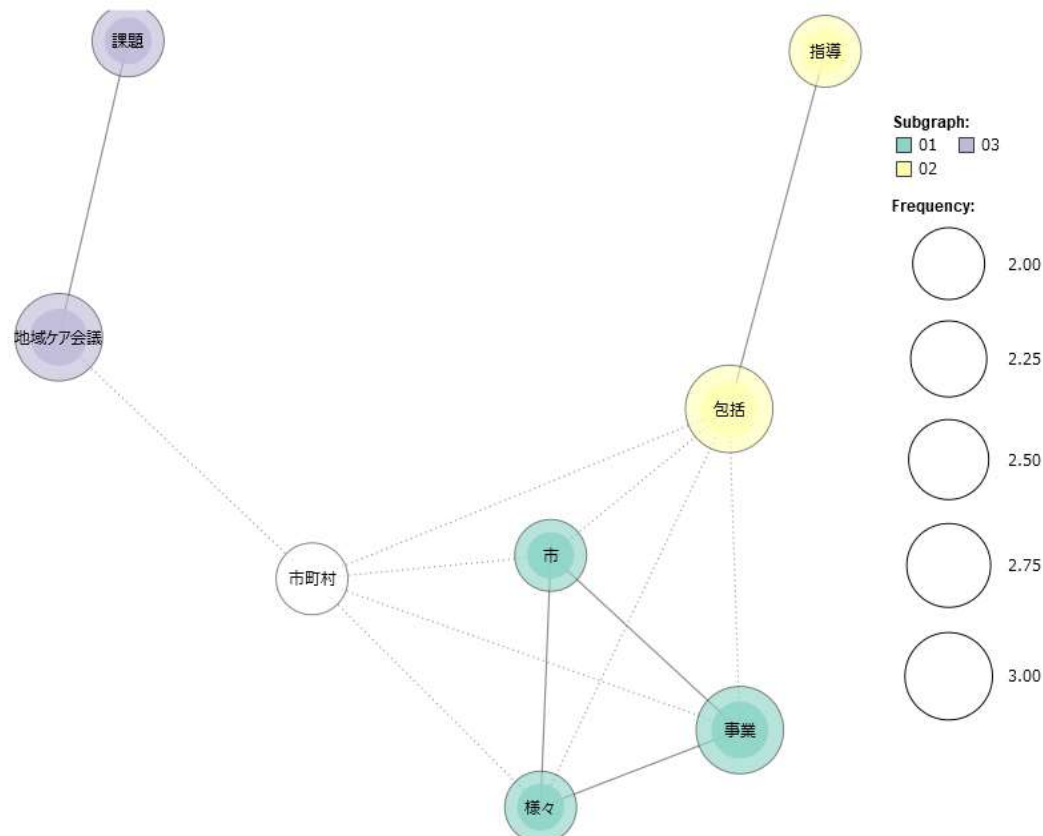 課題
指導
Subgraph:
01 03
02
Frequency:
2.00
地域ケア会議
2.25
包括
2.50
市
2.75
市町村
3.00
事業
様々